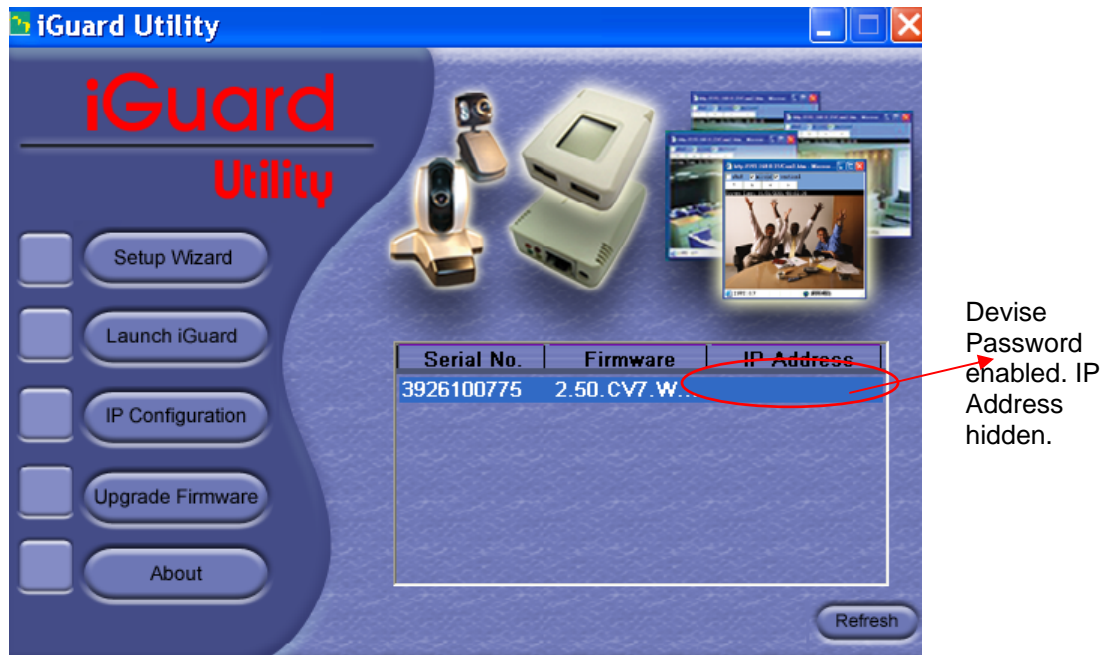 iGuard Utility
iGuard
Utility
Setup Wizard
Launch iGuard
IP Configuration
Upgrade Firmware
About
Serial No. Firmware IP Address
3926100775 2.50.CV7.W...
Refresh
Devise
Password
enabled. IP
Address
hidden.